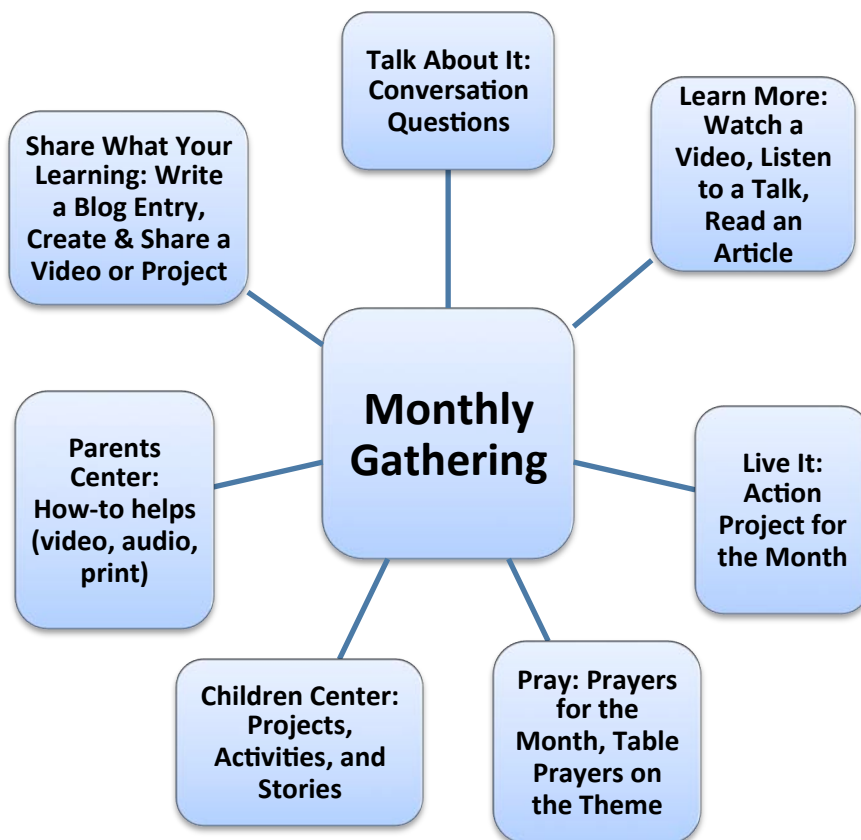 Talk About It:
Conversation
Questions
Learn More:
Watch a
Video, Listen
to a Talk,
Read an
Article
Share What Your
Learning: Write
a Blog Entry,
Create & Share a
Video or Project
Monthly
Gathering
Parents
Center:
How-to helps
(video, audio,
print)
Live It:
Action
Project for
the Month
Children Center:
Projects,
Activities, and
Stories
Pray: Prayers
for the
Month, Table
Prayers on
the Theme